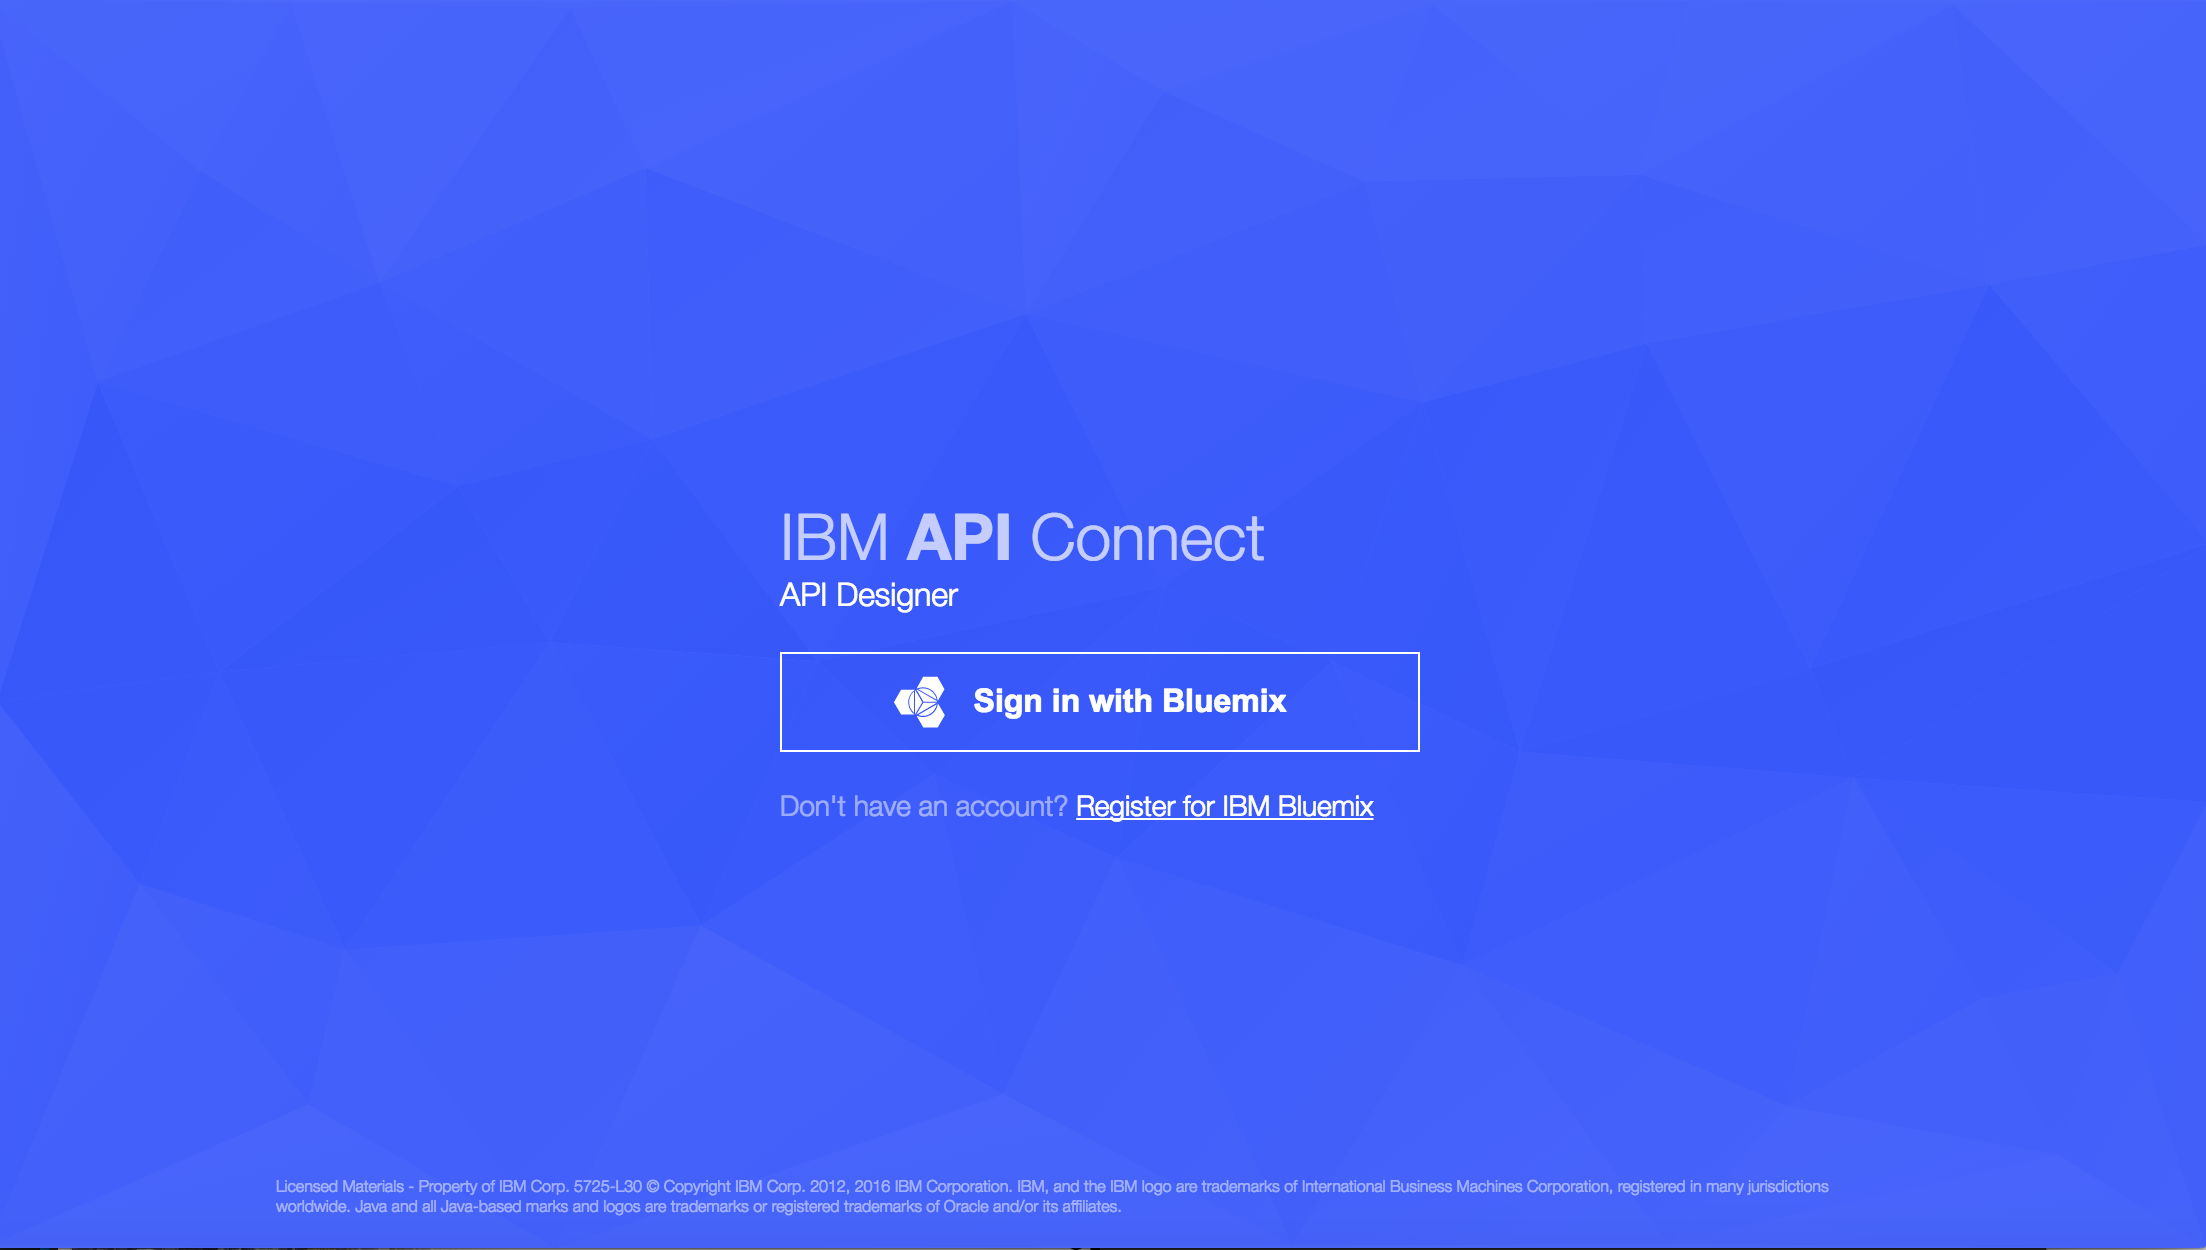 IBM API Connect
API Designer
Sign in with Bluemix
Don't have an account? Register for IBM Bluemix
Licensed Materials - Property of IBM Corp. 5725-L30 © Copyright IBM Corp. 2012, 2016 IBM Corporation. IBM, and the IBM logo are trademarks of International Business Machines Corporation, registered in many jurisdictions
worldwide. Java and all Java-based marks and logos are trademarks or registered trademarks of Oracle and/or its affiliates.